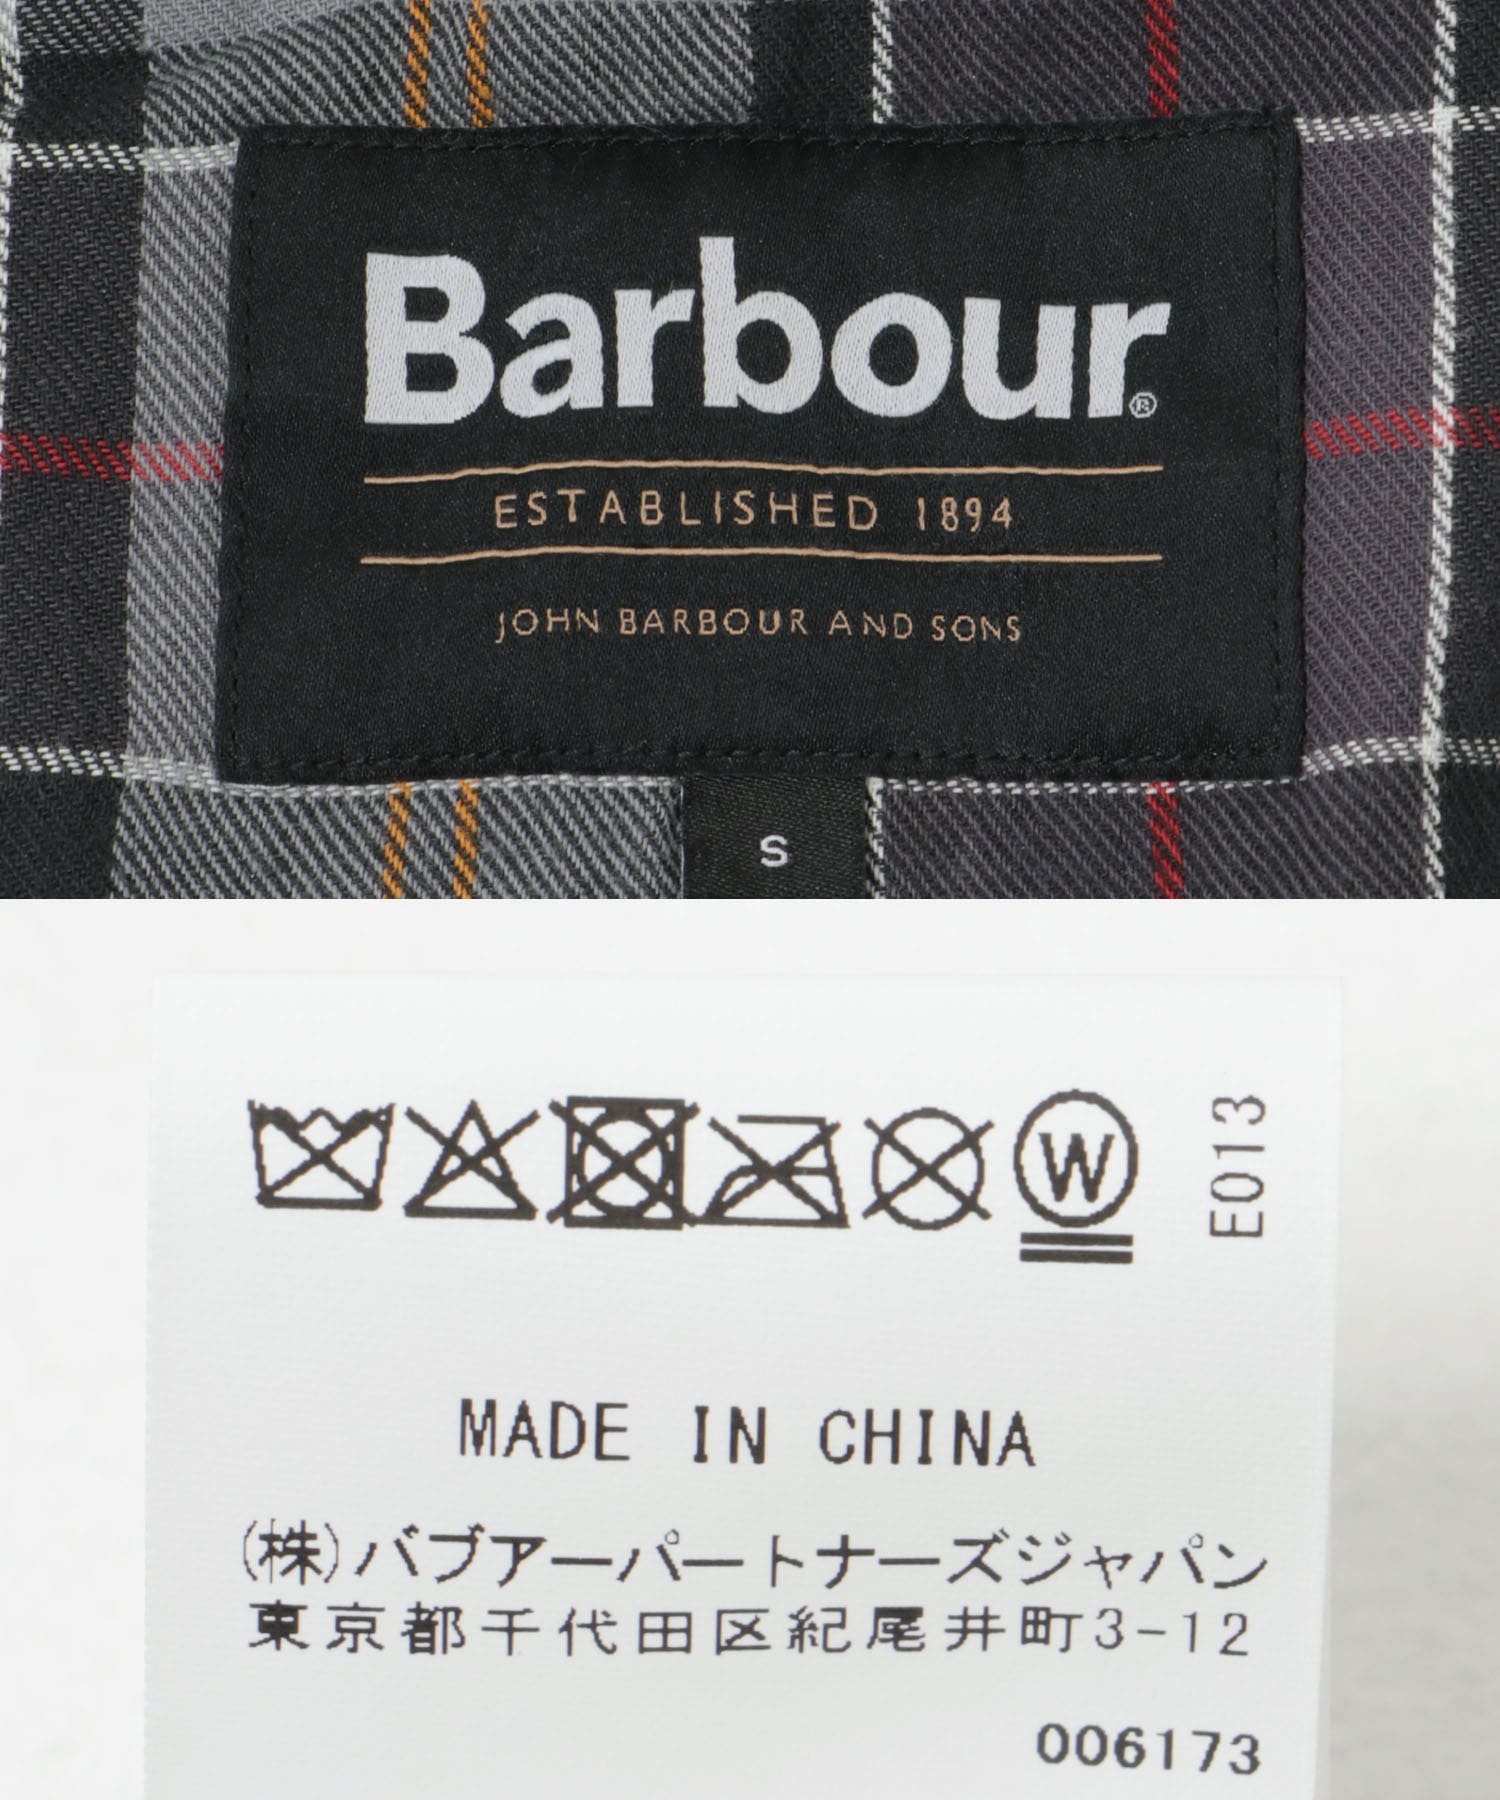 Barbour®
ESTABLISHED 1894
JOHN BARBOUR AND SONS
S
W
E013
MADE IN CHINA
(株)バブアーパートナーズジャパン
東京都千代田区紀尾井町3-12
006173